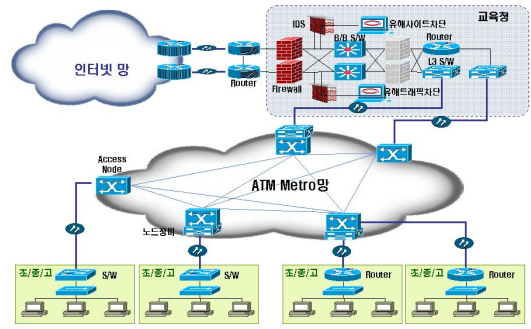 교육청
IDS
유해사이트차단
B/B S/W
Router
인터넷 망
L3 S/W
Router
Firewall
유해트래픽차단
Access
Node
ATM Metro망
노드장비
초/중/고
S/W
초/중/고
S/W
초/중/고
Router
초/중/고
Router